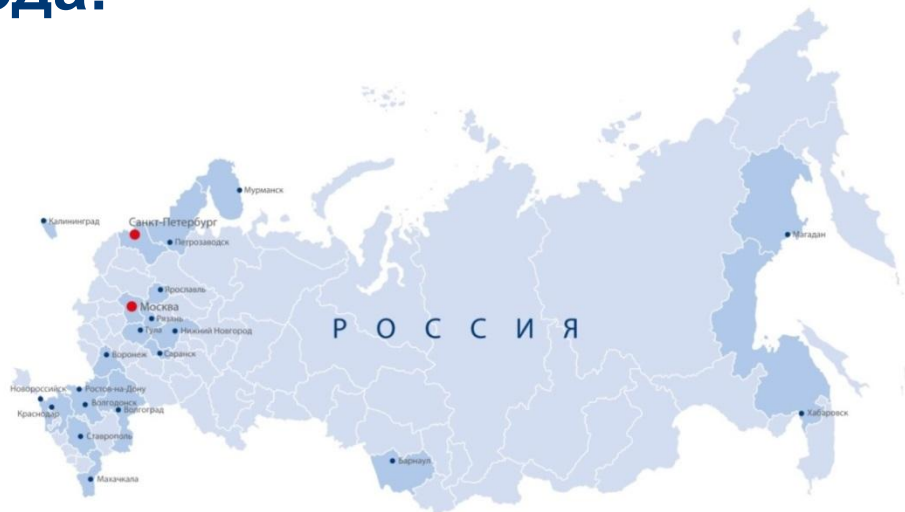 ода:
Мурманск
Калининград
Санкт-Петербург
Петрозаводск
Магадан
Ярославль
Москва
Рязань
Тула
Нижний Новгород
РОССИЯ
Воронеж
Саранск
Новороссийск
Ростов-на-Дону
Волгодонск
Краснодар
Волгоград
Хабаровск
Ставрополь
Барнаул
Махачкала